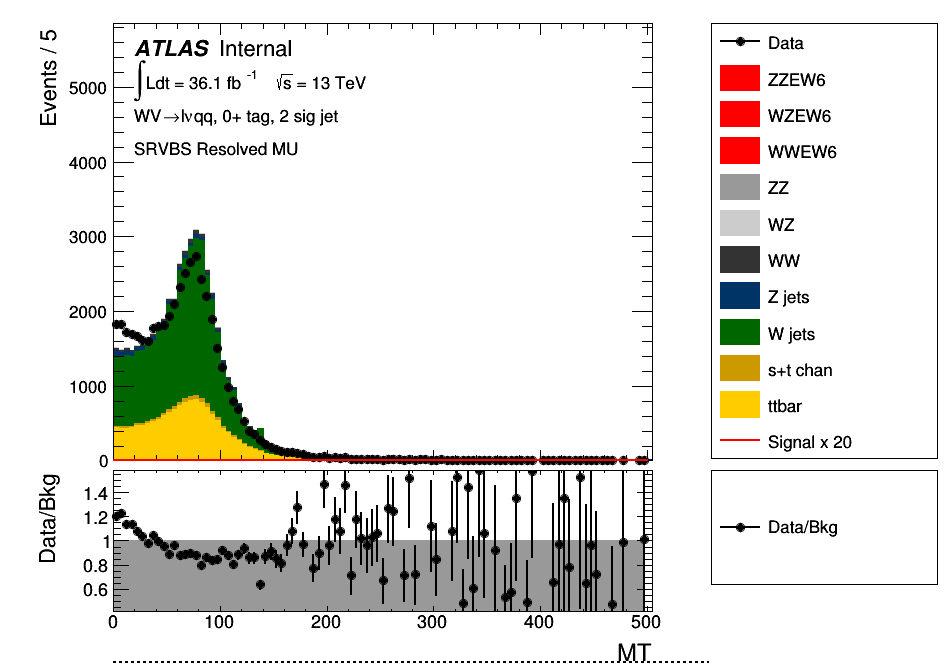 ATLAS Internal
∫Ldt = 36.1 fb⁻¹ √s = 13 TeV
WV→lνqq, 0+ tag, 2 sig jet
SRVBS Resolved MU
Events / 5
5000
4000
3000
2000
1000
0
Data
ZZEW6
WZEW6
WWEW6
ZZ
WZ
WW
Z jets
W jets
s+t chan
ttbar
Signal x 20
Data/Bkg
1.4
1.2
1
0.8
0.6
0 100 200 300 400 500
MT
Data/Bkg